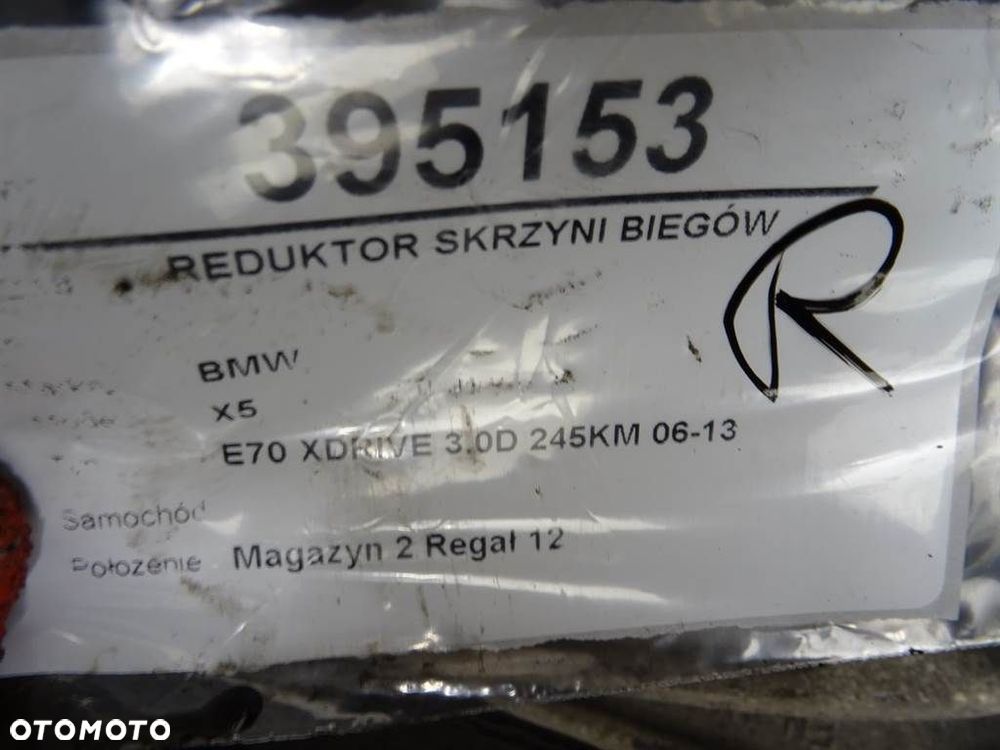 395153
REDUKTOR SKRZYNI BIEGÓW
R
BMW
X5
E70 XDRIVE 3.0D 245KM 06-13
Samochód
Położenie Magazyn 2 Regał 12
OTOMOTO